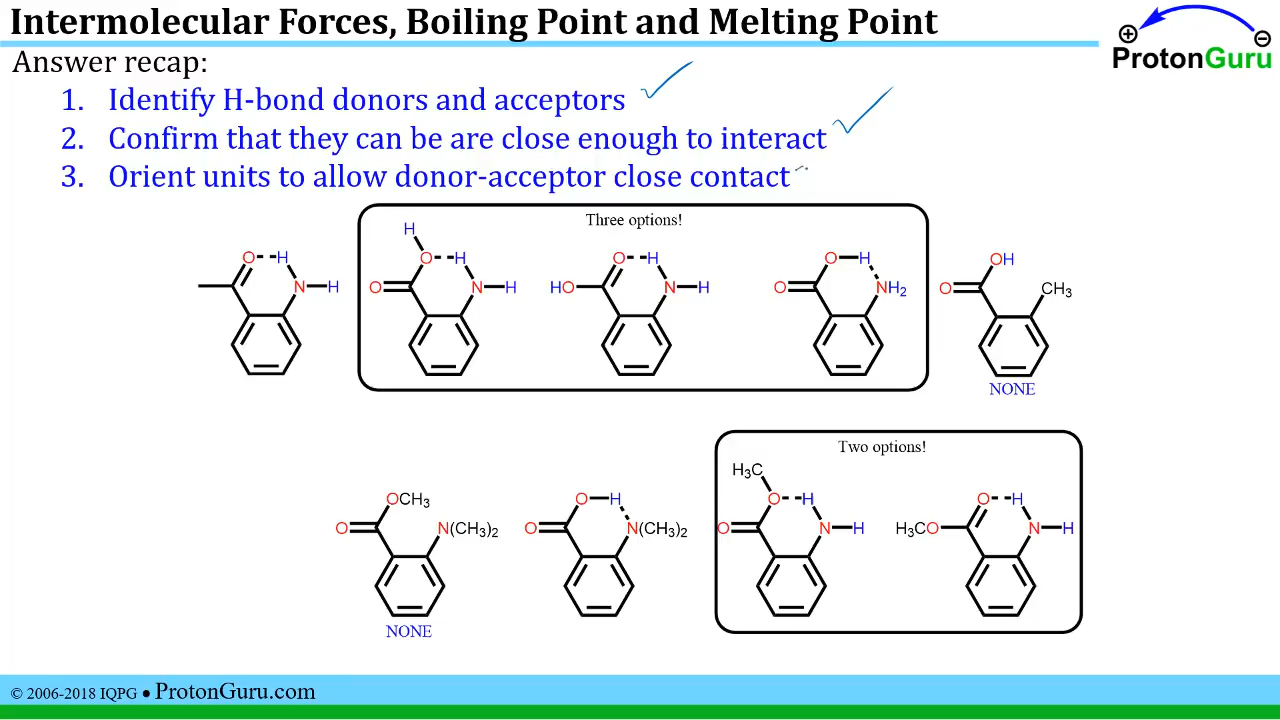 Intermolecular Forces, Boiling Point and Melting Point
ProtonGuru
Answer recap:
1. Identify H-bond donors and acceptors
2. Confirm that they can be are close enough to interact
3. Orient units to allow donor-acceptor close contact
Three options!
H
O H O H O H O H OH
O HO O O CH3
N H N H N H NH2
NONE
Two options!
H3C
OCH3 O H O H O H
O N(CH3)2 O N(CH3)2 O N H H3CO N H
NONE
© 2006-2018 IQPG ● ProtonGuru.com